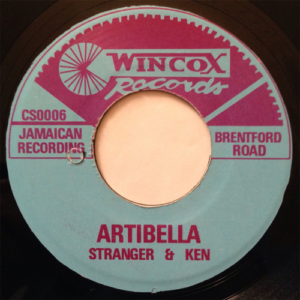 WINCOX
Records
CS0006
JAMAICAN
RECORDING
BRENTFORD
ROAD
ARTIBELLA
STRANGER & KEN